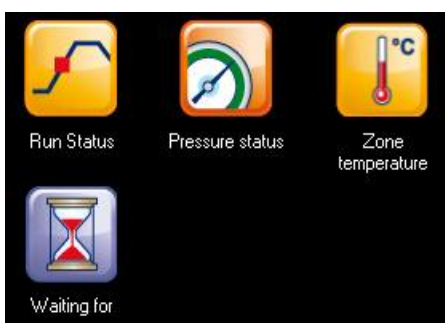 °C
Run Status
Pressure status
Zone
temperature
Waiting for